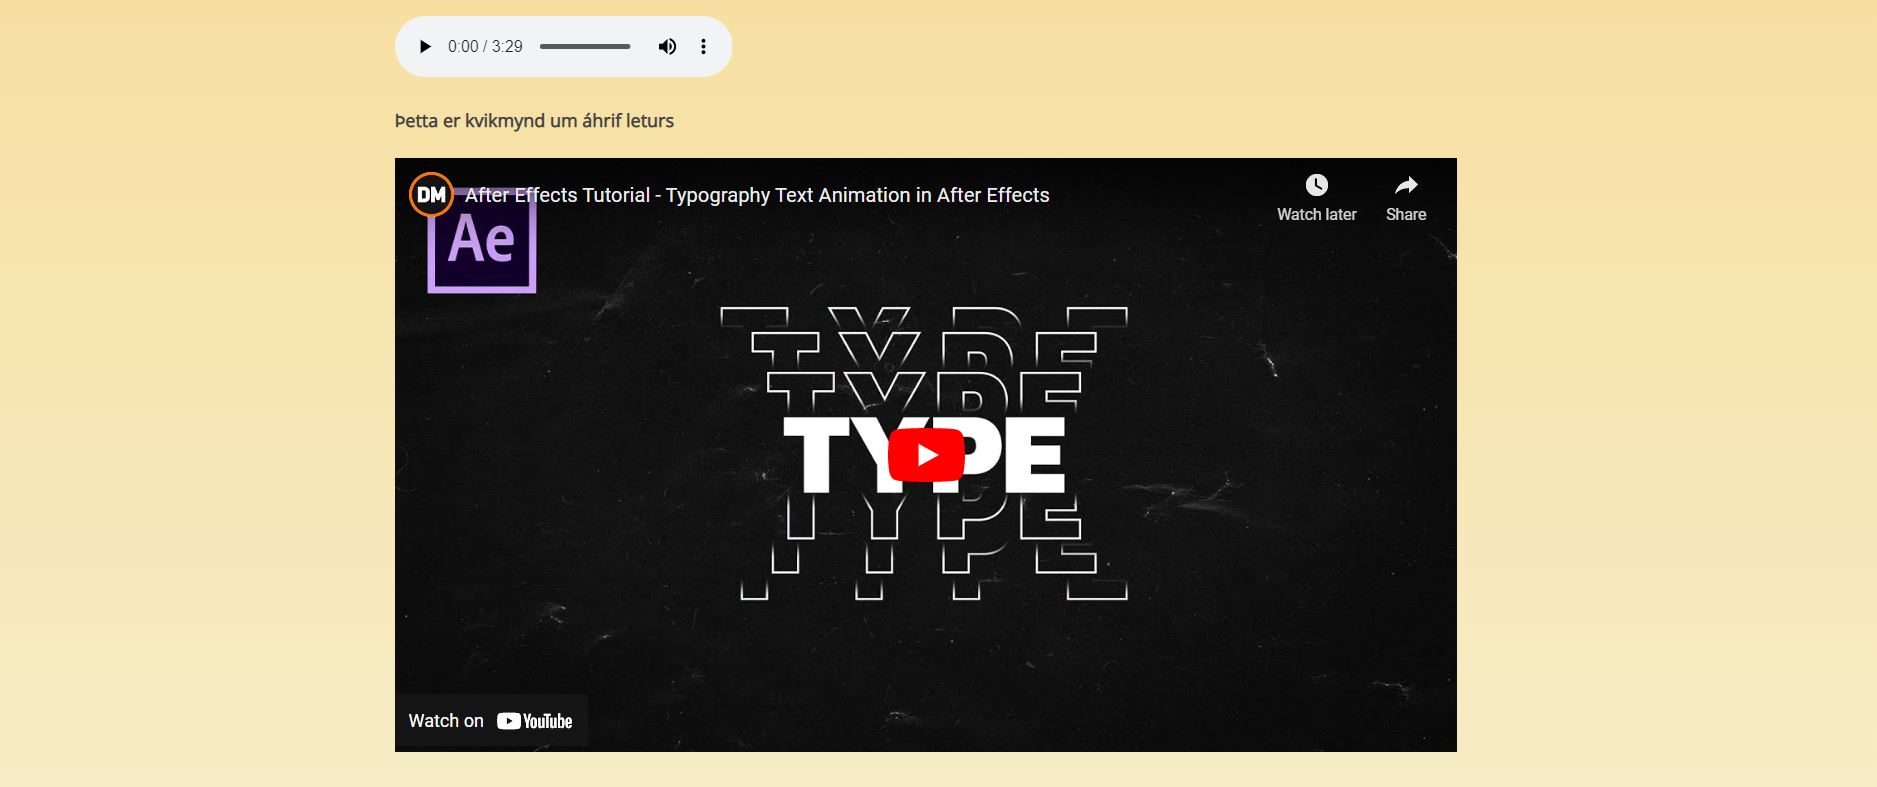 0:00 / 3:29
Þetta er kvikmynd um áhrif leturs
DM
After Effects Tutorial - Typography Text Animation in After Effects
Watch later
Share
Ae
TYPE
TYPE
TYPE
TYPE
TYPE
TYPE
TYPE
Watch on YouTube